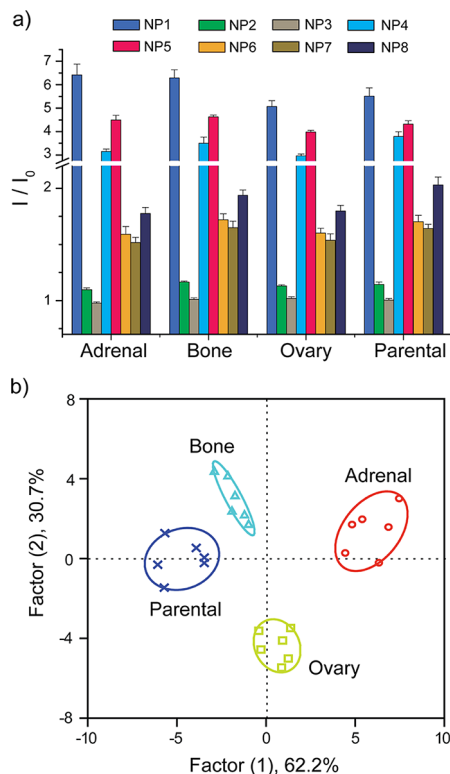 a)
NP1 NP2 NP3 NP4
NP5 NP6 NP7 NP8
7
6
5
4
3
2
1
I / I0
Adrenal Bone Ovary Parental
b)
8
4
0
-4
-8
Factor (2), 30.7%
Bone
Adrenal
Parental
Ovary
-10 -5 0 5 10
Factor (1), 62.2%